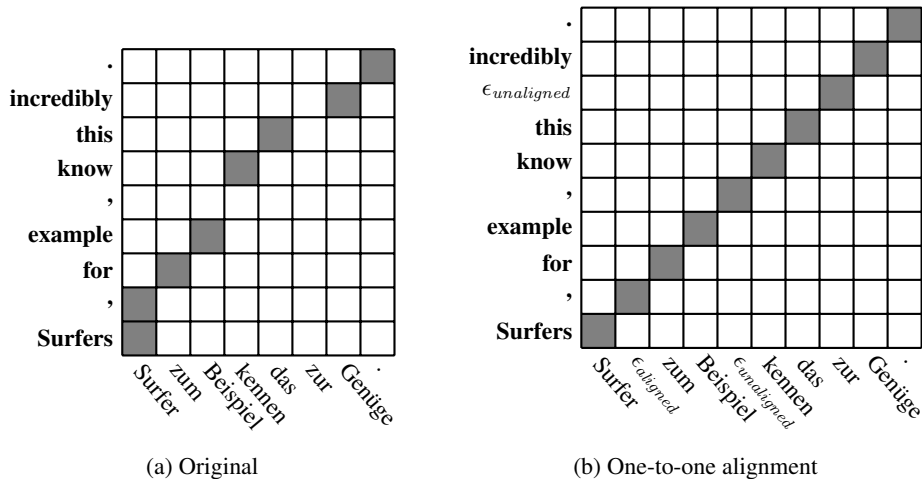 .
incredibly
this
know
,
example
for
,
Surfers
Surfer
zum
Beispiel
kennen
das
zur
Genüge
.
(a) Original
.
incredibly
ϵunaligned
this
know
,
example
for
,
Surfers
Surfer
ϵaligned
zum
Beispiel
ϵunaligned
kennen
das
zur
Genüge
.
(b) One-to-one alignment